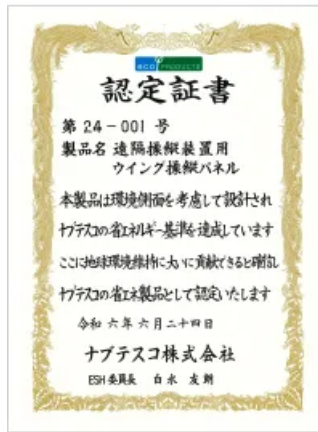 eco PRODUCTS
認定証書
第 24-001 号
製品名 遠隔操縦装置用
ウイング操縦パネル
本製品は環境側面を考慮して設計され
ナブテスコの省エネルギー基準を達成しています
ここに地球環境維持に大いに貢献できると確信し
ナブテスコの省エネ製品として認定いたします
令和 六年 六月 二十四日
ナブテスコ株式会社
ESH 委員長 白水 友朗